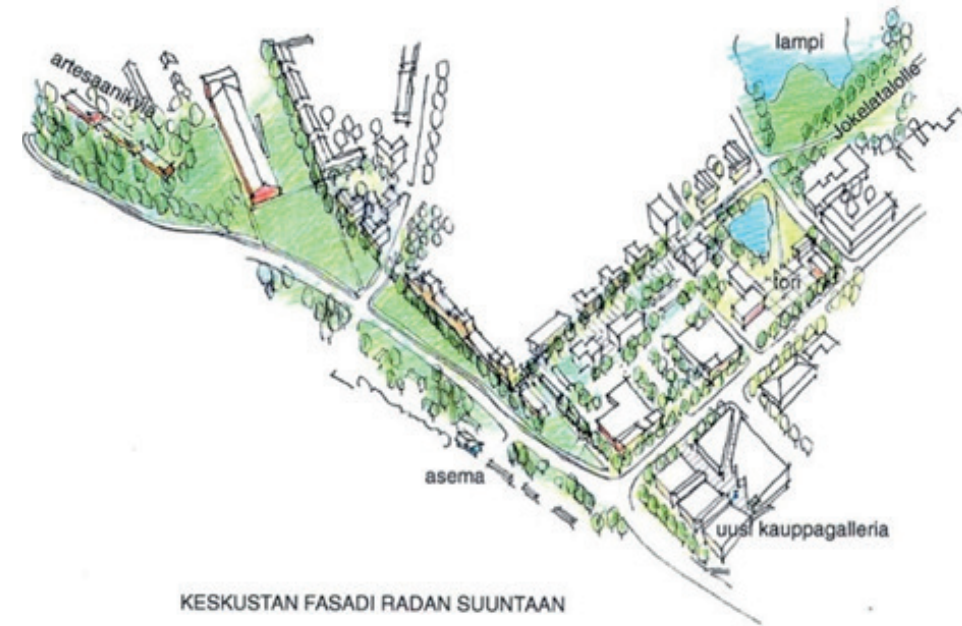 artesaanikylä
lampi
Jokelatalolle
tori
asema
uusi kauppagalleria
KESKUSTAN FASADI RADAN SUUNTAAN